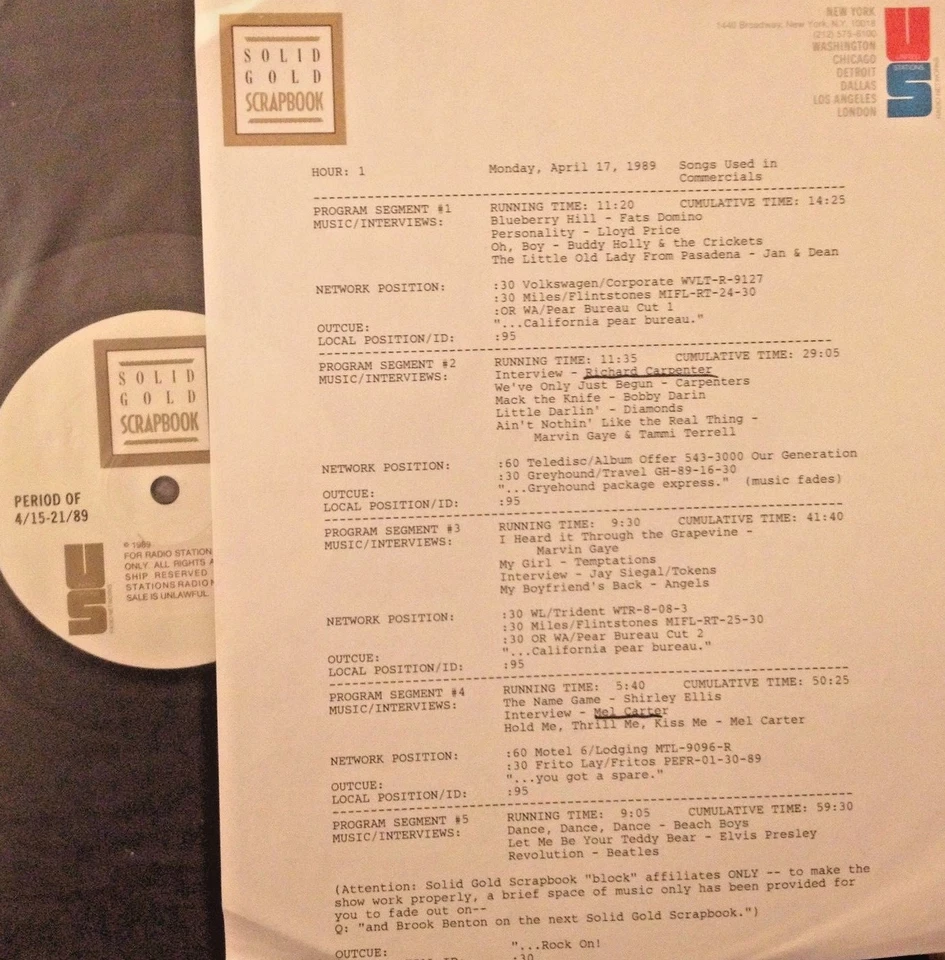 SOLID
GOLD
SCRAPBOOK
NEW YORK
1440 Broadway, New York, N.Y. 10018
(212) 575-6100
WASHINGTON
CHICAGO
DETROIT
DALLAS
LOS ANGELES
LONDON
UNITED
STATIONS
HOUR: 1 Monday, April 17, 1989 Songs Used in
Commercials
PROGRAM SEGMENT #1 RUNNING TIME: 11:20 CUMULATIVE TIME: 14:25
MUSIC/INTERVIEWS: Blueberry Hill - Fats Domino
Personality - Lloyd Price
Oh, Boy - Buddy Holly & the Crickets
The Little Old Lady From Pasadena - Jan & Dean
NETWORK POSITION: :30 Volkswagen/Corporate WVLT-R-9127
:30 Miles/Flintstones MIFL-RT-24-30
:OR WA/Pear Bureau Cut 1
OUTCUE: "...California pear bureau."
LOCAL POSITION/ID: :95
PROGRAM SEGMENT #2 RUNNING TIME: 11:35 CUMULATIVE TIME: 29:05
MUSIC/INTERVIEWS: Interview - Richard Carpenter
We've Only Just Begun - Carpenters
Mack the Knife - Bobby Darin
Little Darlin' - Diamonds
Ain't Nothin' Like the Real Thing -
Marvin Gaye & Tammi Terrell
NETWORK POSITION: :60 Teledisc/Album Offer 543-3000 Our Generation
:30 Greyhound/Travel GH-89-16-30
OUTCUE: "...Gryehound package express." (music fades)
LOCAL POSITION/ID: :95
PROGRAM SEGMENT #3 RUNNING TIME: 9:30 CUMULATIVE TIME: 41:40
MUSIC/INTERVIEWS: I Heard it Through the Grapevine -
Marvin Gaye
My Girl - Temptations
Interview - Jay Siegal/Tokens
My Boyfriend's Back - Angels
NETWORK POSITION: :30 WL/Trident WTR-8-08-3
:30 Miles/Flintstones MIFL-RT-25-30
:30 OR WA/Pear Bureau Cut 2
OUTCUE: "...California pear bureau."
LOCAL POSITION/ID: :95
PROGRAM SEGMENT #4 RUNNING TIME: 5:40 CUMULATIVE TIME: 50:25
MUSIC/INTERVIEWS: The Name Game - Shirley Ellis
Interview - Mel Carter
Hold Me, Thrill Me, Kiss Me - Mel Carter
NETWORK POSITION: :60 Motel 6/Lodging MTL-9096-R
:30 Frito Lay/Fritos PEFR-01-30-89
OUTCUE: "...you got a spare."
LOCAL POSITION/ID: :95
PROGRAM SEGMENT #5 RUNNING TIME: 9:05 CUMULATIVE TIME: 59:30
MUSIC/INTERVIEWS: Dance, Dance, Dance - Beach Boys
Let Me Be Your Teddy Bear - Elvis Presley
Revolution - Beatles
(Attention: Solid Gold Scrapbook "block" affiliates ONLY -- to make the
show work properly, a brief space of music only has been provided for
you to fade out on--
Q: "and Brook Benton on the next Solid Gold Scrapbook.")
OUTCUE: "...Rock On!
:30
SOLID
GOLD
SCRAPBOOK
PERIOD OF
4/15-21/89
US
© 1989
FOR RADIO STATION
ONLY. ALL RIGHTS
SHIP RESERVED
STATIONS RADIO
SALE IS UNLAWFUL.